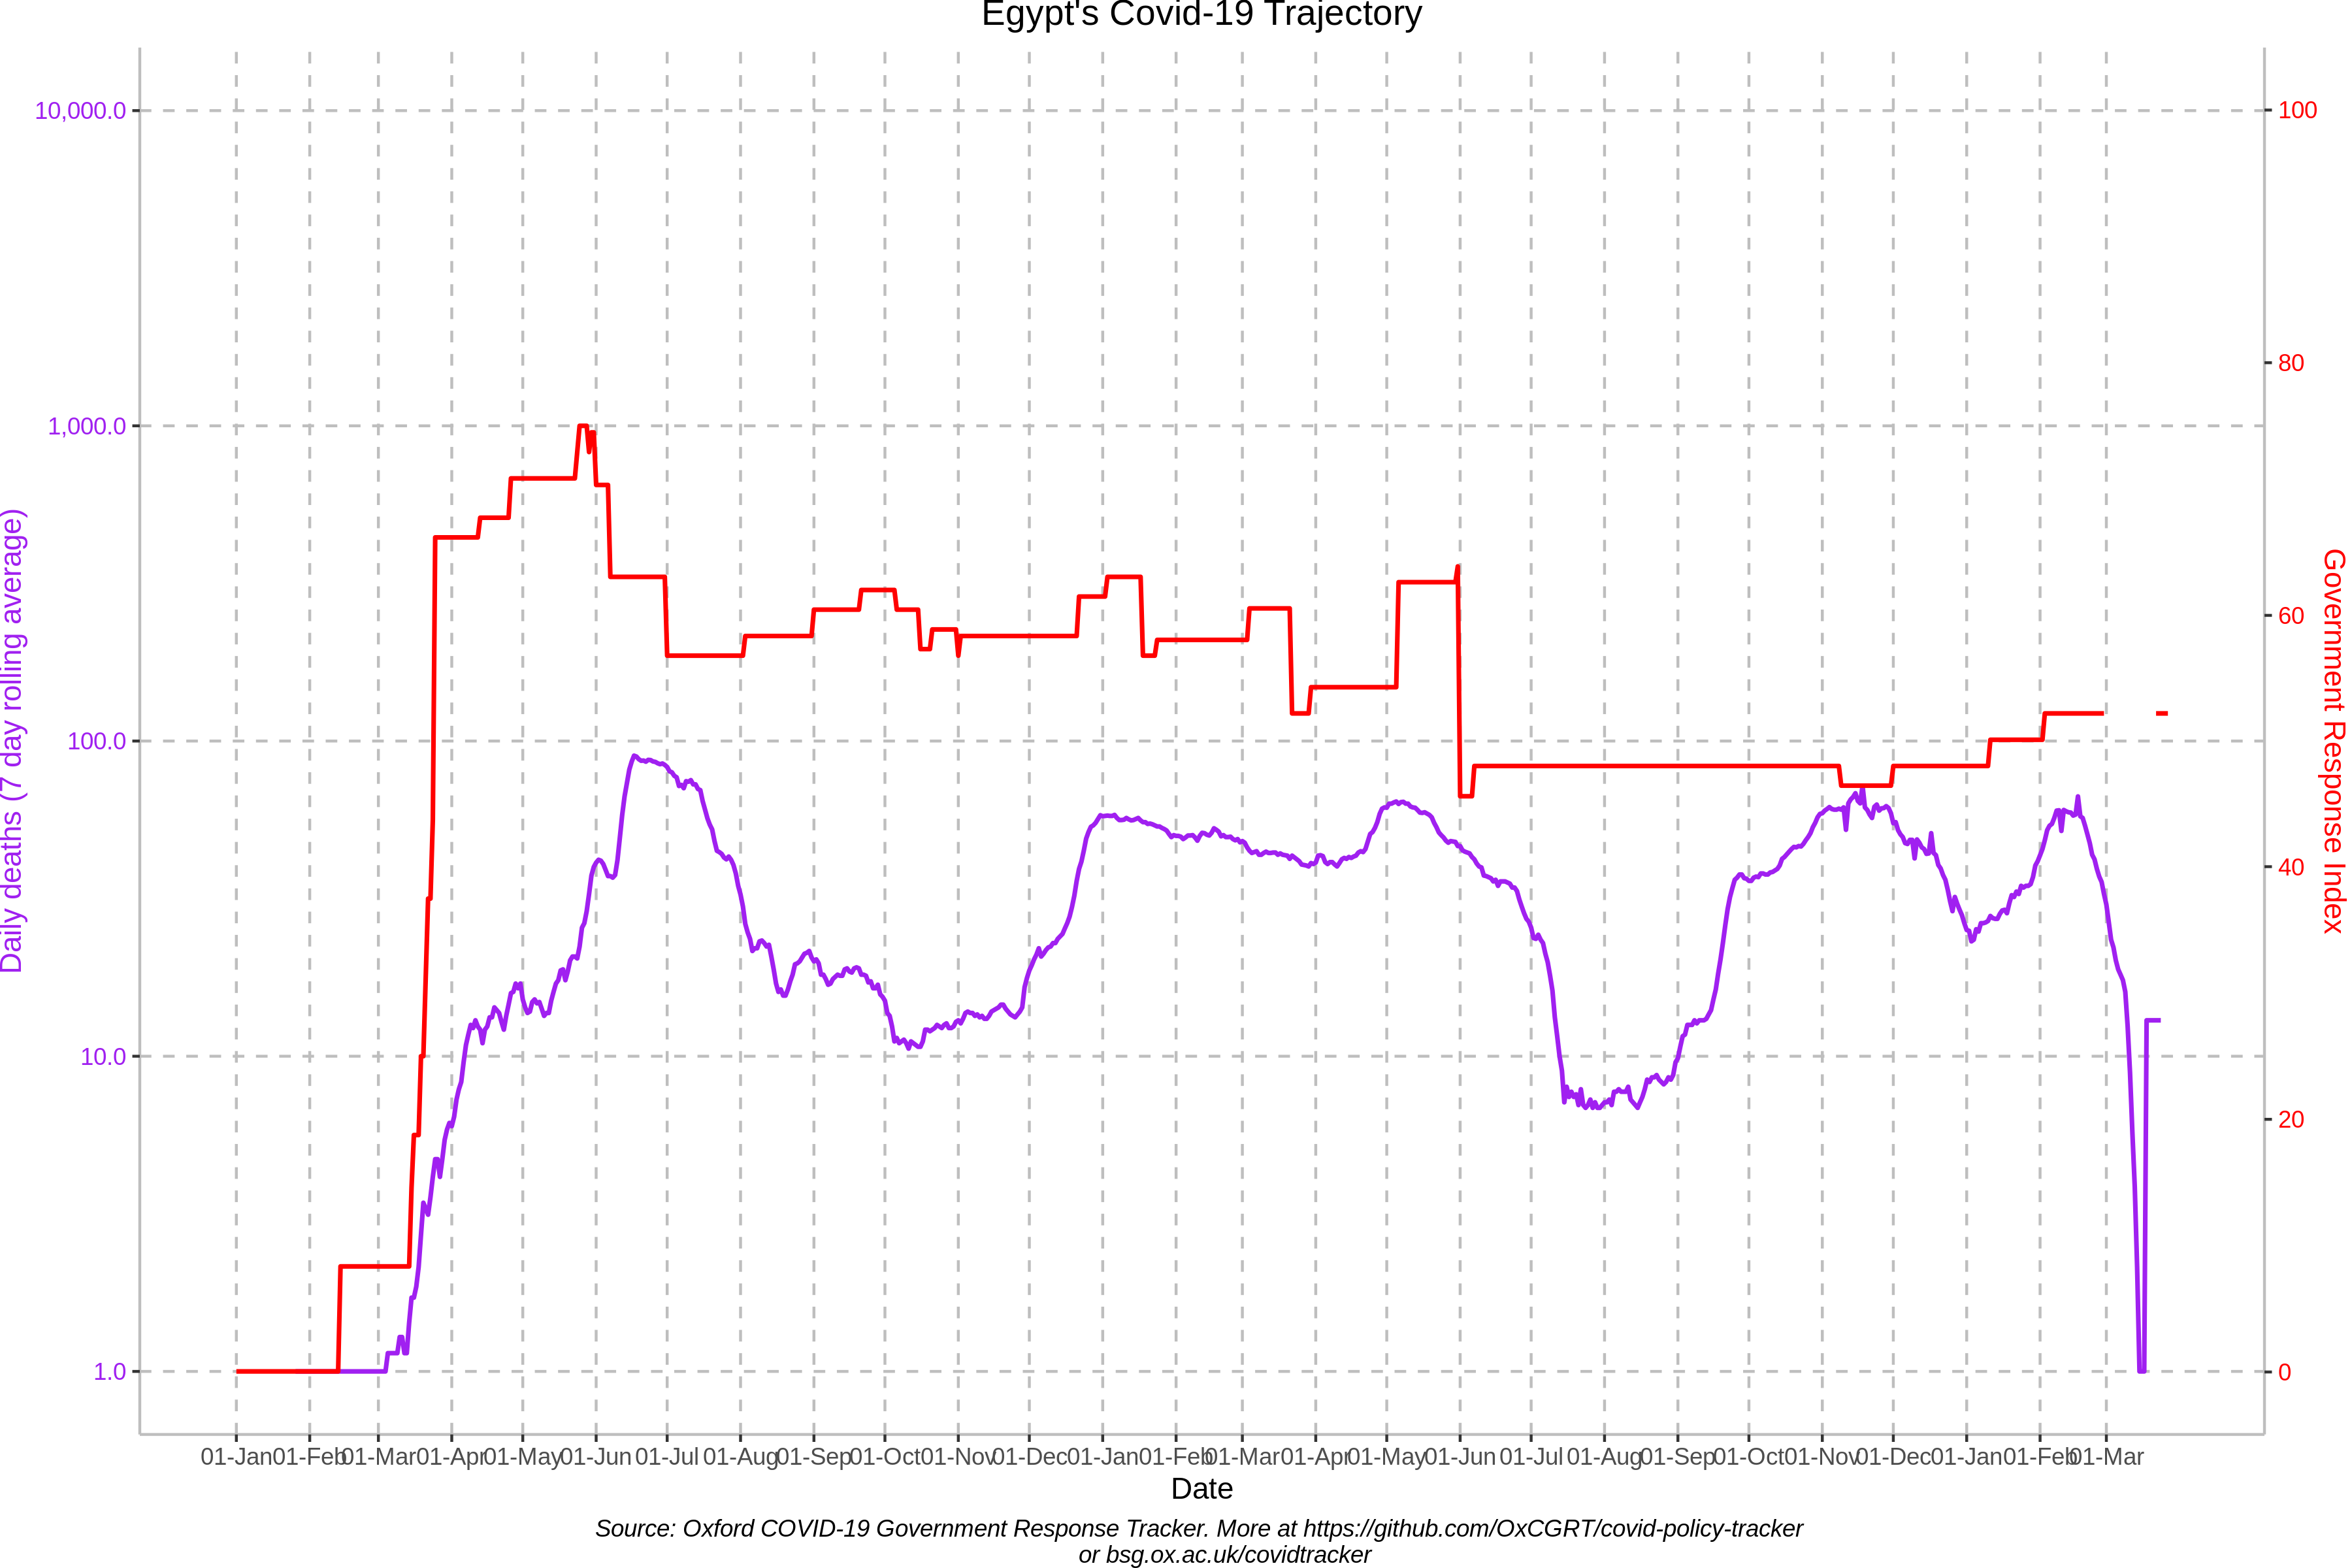 Egypt's Covid-19 Trajectory
10,000.0
1,000.0
100.0
10.0
1.0
Daily deaths (7 day rolling average)
100
80
60
40
20
0
Government Response Index
01-Jan 01-Feb 01-Mar 01-Apr 01-May 01-Jun 01-Jul 01-Aug 01-Sep 01-Oct 01-Nov 01-Dec 01-Jan 01-Feb 01-Mar 01-Apr 01-May 01-Jun 01-Jul 01-Aug 01-Sep 01-Oct 01-Nov 01-Dec 01-Jan 01-Feb 01-Mar
Date
Source: Oxford COVID-19 Government Response Tracker. More at https://github.com/OxCGRT/covid-policy-tracker
or bsg.ox.ac.uk/covidtracker